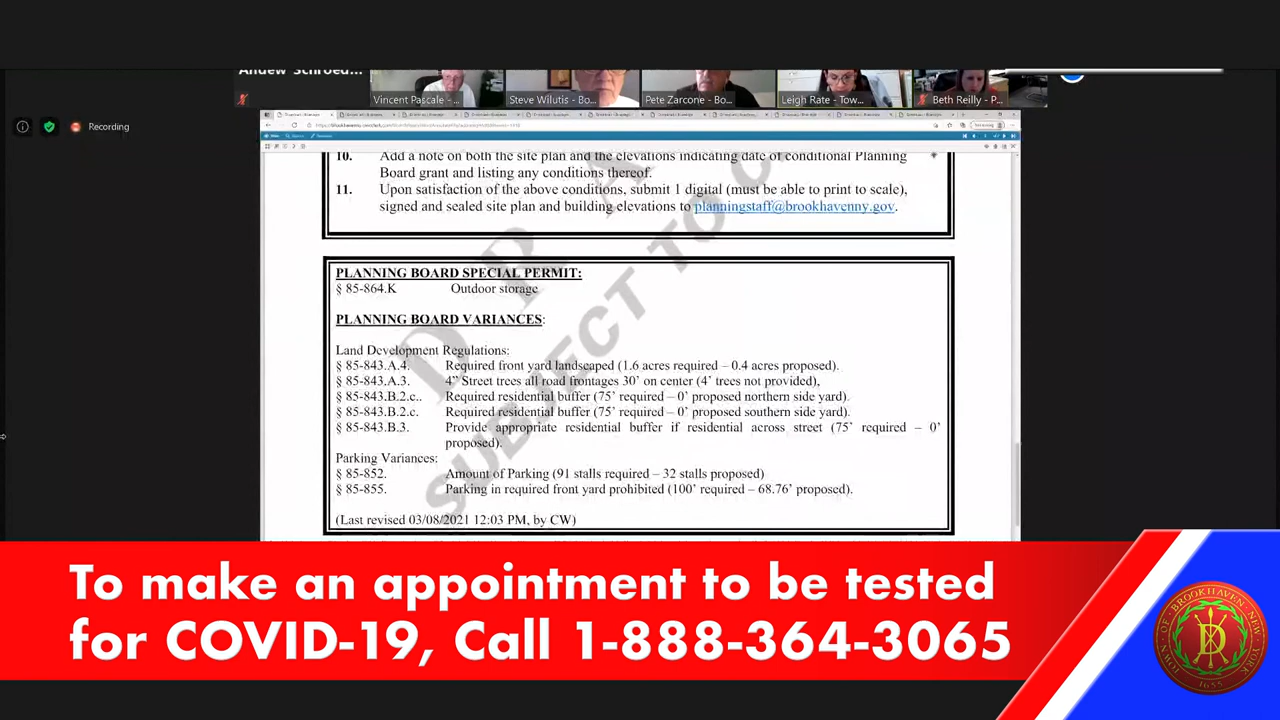 Andew Schroed...
Vincent Pascale - ...
Steve Wilutis - Bo...
Pete Zarcone - Bo...
Leigh Rate - Tow...
Beth Reilly - P...
Recording
10. Add a note on both the site plan and the elevations indicating date of conditional Planning
Board grant and listing any conditions thereof.
11. Upon satisfaction of the above conditions, submit 1 digital (must be able to print to scale),
signed and sealed site plan and building elevations to planningstaff@brookhavenny.gov.
PLANNING BOARD SPECIAL PERMIT:
§ 85-864.K Outdoor storage
PLANNING BOARD VARIANCES:
Land Development Regulations:
§ 85-843.A.4. Required front yard landscaped (1.6 acres required – 0.4 acres proposed).
§ 85-843.A.3. 4” Street trees all road frontages 30’ on center (4’ trees not provided),
§ 85-843.B.2.c.. Required residential buffer (75’ required – 0’ proposed northern side yard).
§ 85-843.B.2.c. Required residential buffer (75’ required – 0’ proposed southern side yard).
§ 85-843.B.3. Provide appropriate residential buffer if residential across street (75’ required – 0’
proposed).
Parking Variances:
§ 85-852. Amount of Parking (91 stalls required – 32 stalls proposed)
§ 85-855. Parking in required front yard prohibited (100’ required – 68.76’ proposed).
(Last revised 03/08/2021 12:03 PM, by CW)
D R A
SUBJECT TO C
To make an appointment to be tested
for COVID-19, Call 1-888-364-3065
TOWN OF BROOKHAVEN NEW YORK
1655